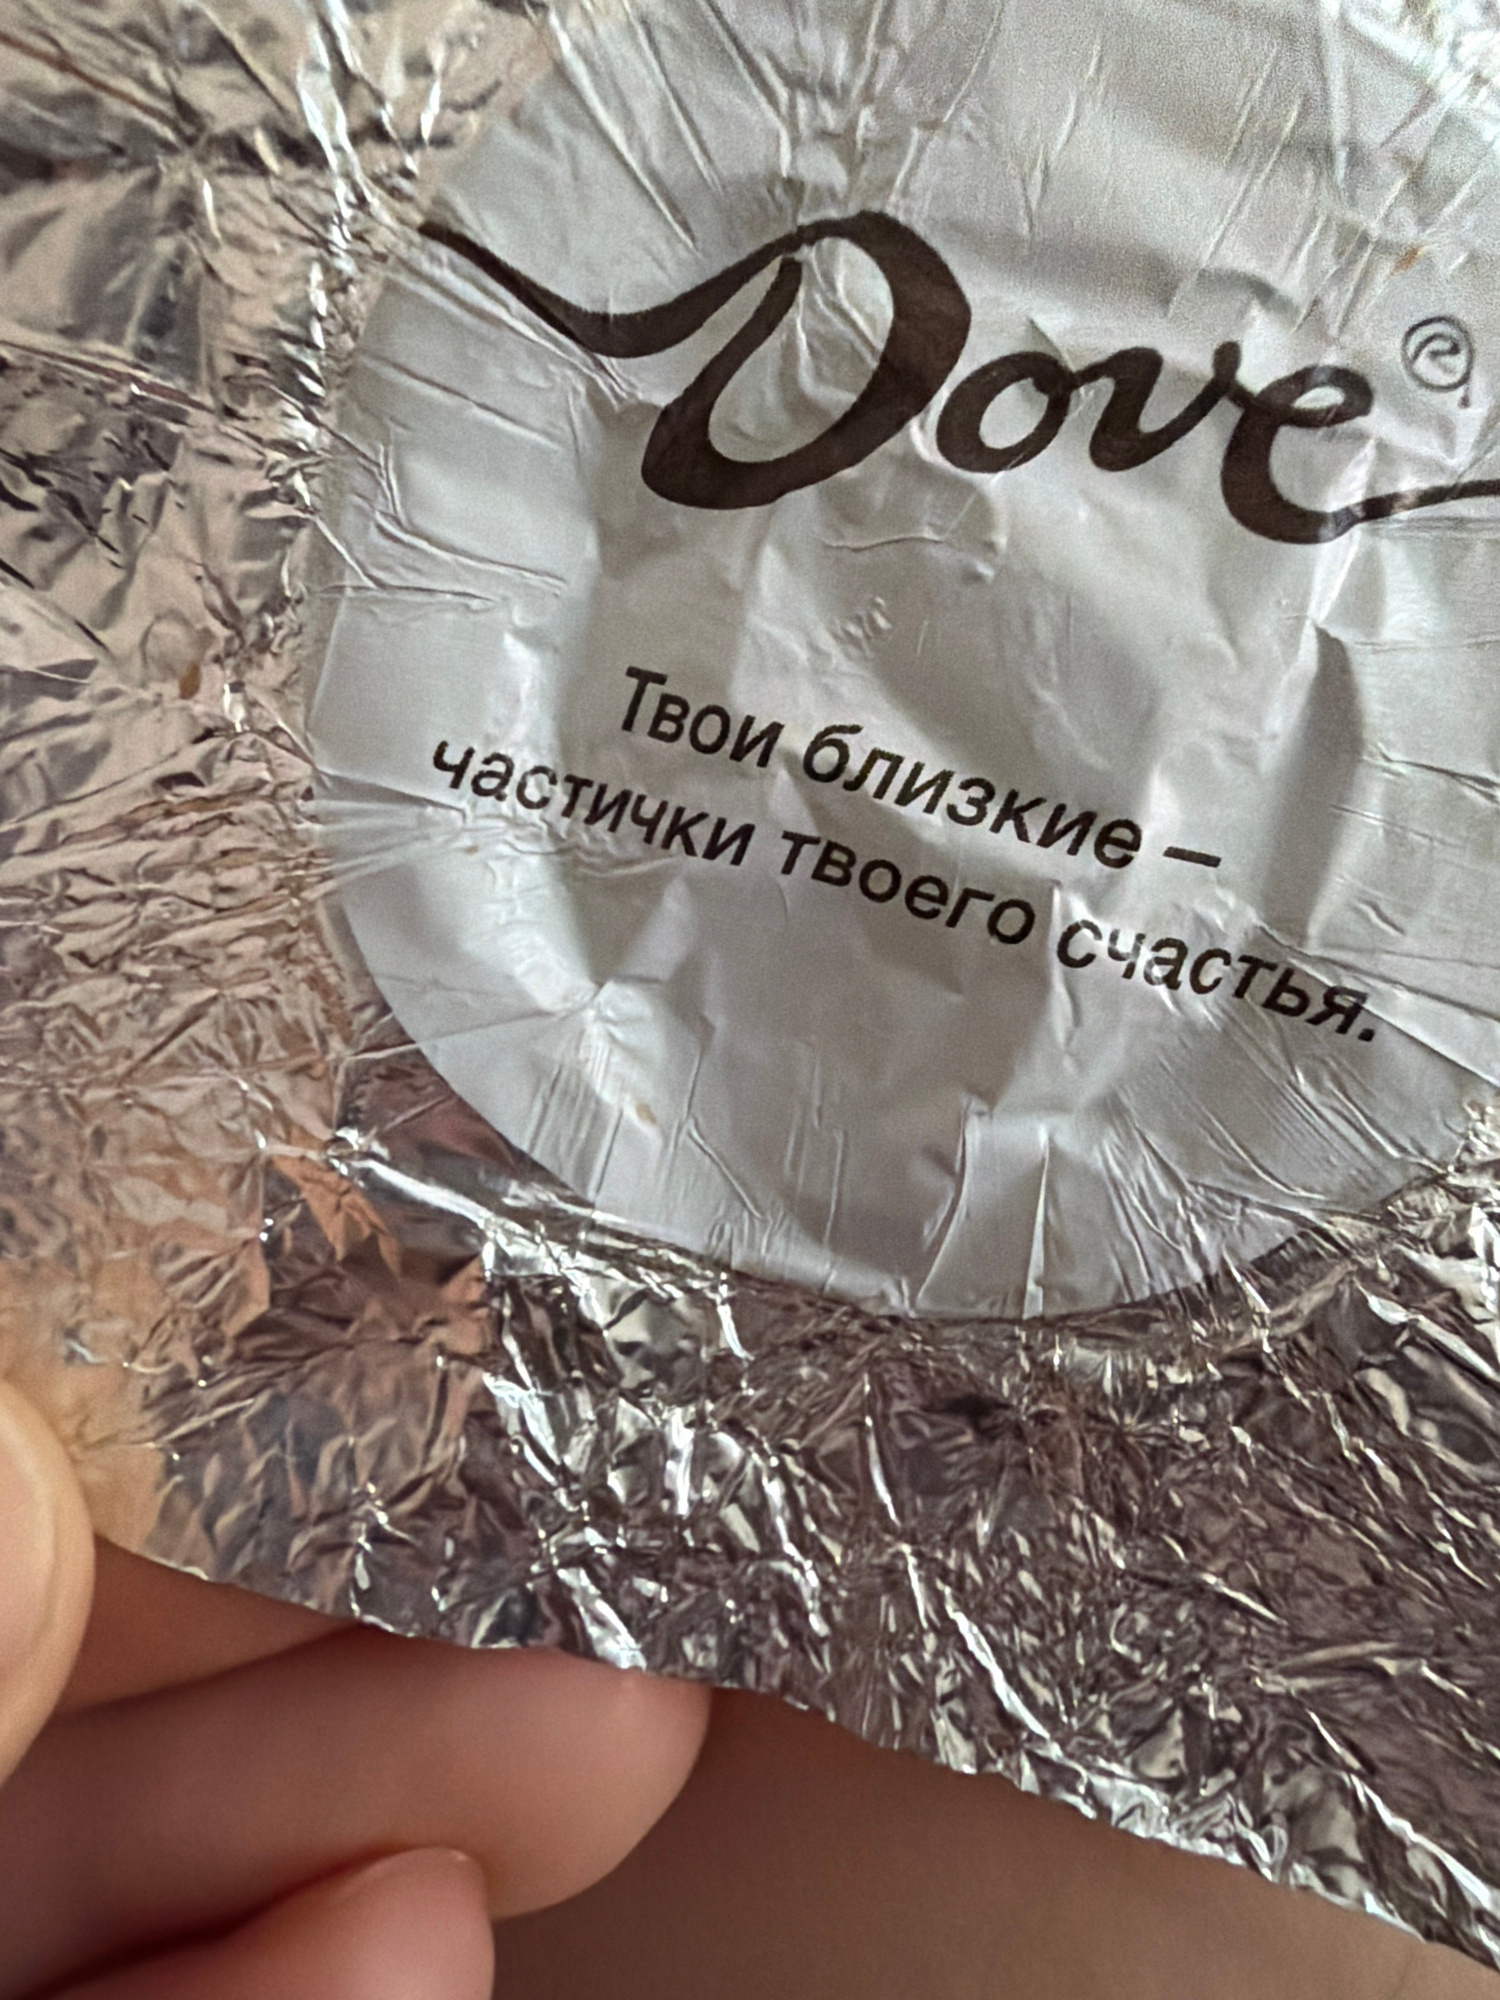 Dove®
Твои близкие –
частички твоего счастья.